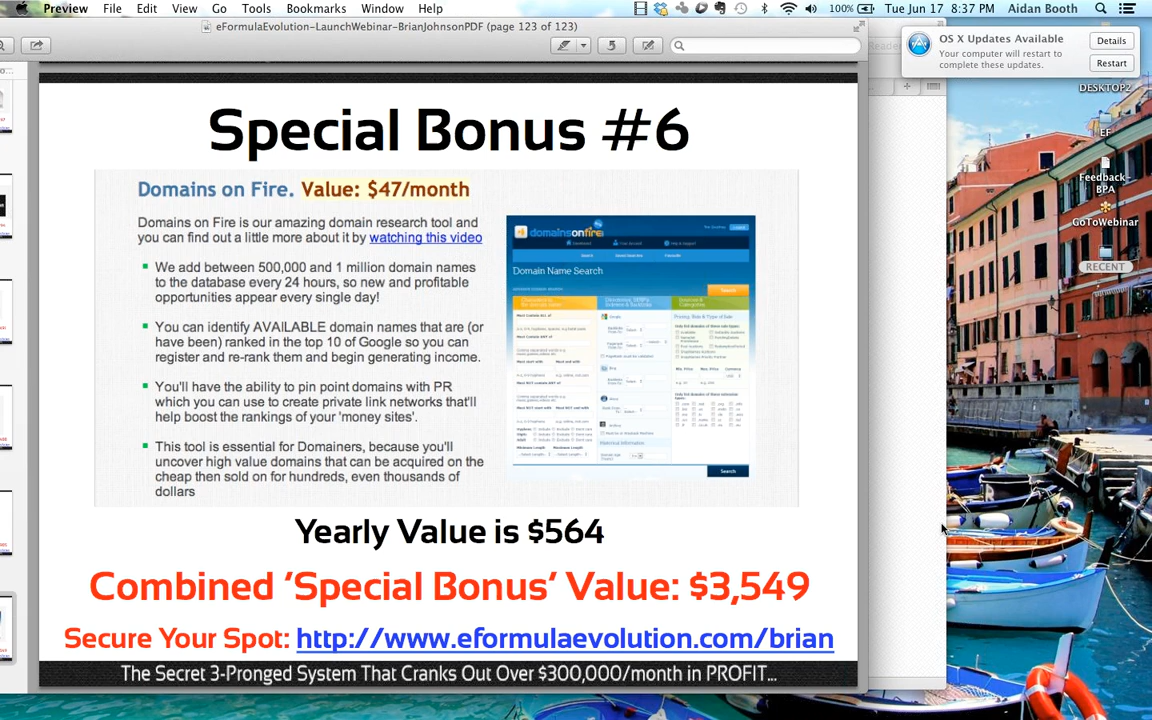 Preview File Edit View Go Tools Bookmarks Window Help
100% Tue Jun 17 8:37 PM Aidan Booth
eFormulaEvolution-LaunchWebinar-BrianJohnsonPDF (page 123 of 123)
OS X Updates Available
Your computer will restart to
complete these updates.
Details
Restart
DESKTOP2
EF
Feedback-
BPA
GoToWebinar
RECENT
Special Bonus #6
Domains on Fire. Value: $47/month
Domains on Fire is our amazing domain research tool and
you can find out a little more about it by watching this video
We add between 500,000 and 1 million domain names
to the database every 24 hours, so new and profitable
opportunities appear every single day!
You can identify AVAILABLE domain names that are (or
have been) ranked in the top 10 of Google so you can
register and re-rank them and begin generating income.
You'll have the ability to pin point domains with PR
which you can use to create private link networks that'll
help boost the rankings of your 'money sites'.
This tool is essential for Domainers, because you'll
uncover high value domains that can be acquired on the
cheap then sold on for hundreds, even thousands of
dollars
domainsonfire
Domain Name Search
Search
Search
Yearly Value is $564
Combined ‘Special Bonus’ Value: $3,549
Secure Your Spot: http://www.eformulaevolution.com/brian
The Secret 3-Pronged System That Cranks Out Over $300,000/month in PROFIT...